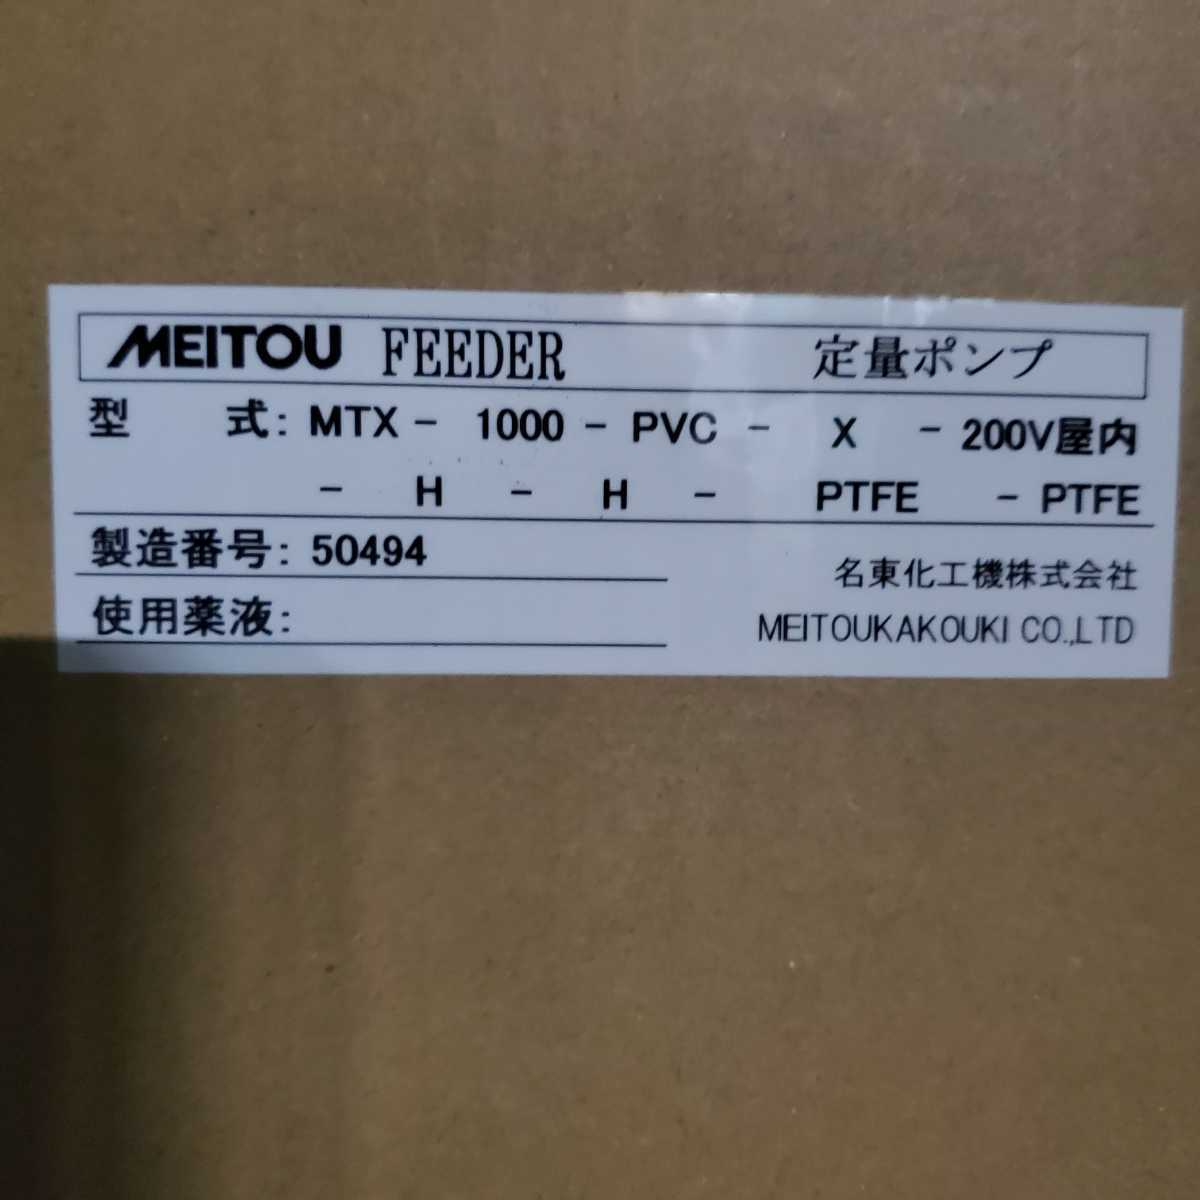 MEITOU FEEDER 定量ポンプ
型 式: MTX - 1000 - PVC - X - 200V屋内
- H - H - PTFE - PTFE
製造番号: 50494
名東化工機株式会社
使用薬液:
MEITOUKAKOUKI CO.,LTD